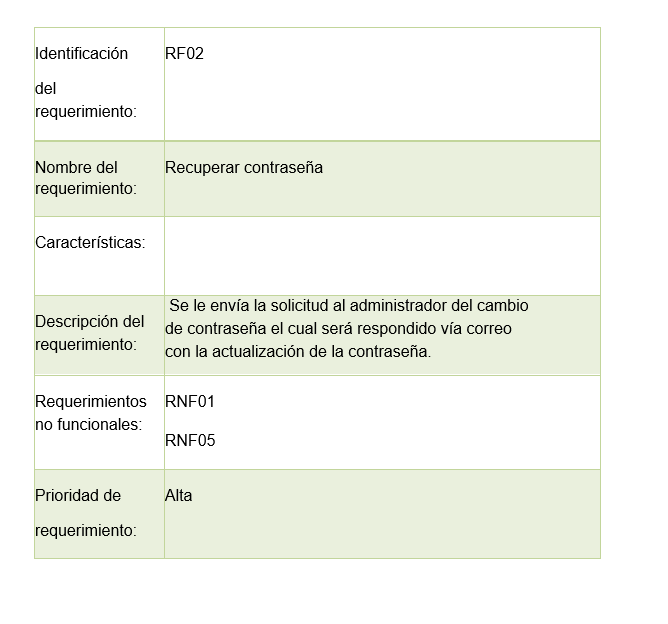 Identificación
RF02
del
requerimiento:
Nombre del
requerimiento:
Recuperar contraseña
Características:
Descripción del
requerimiento:
Se le envía la solicitud al administrador del cambio
de contraseña el cual será respondido vía correo
con la actualización de la contraseña.
Requerimientos
no funcionales:
RNF01
RNF05
Prioridad de
requerimiento:
Alta